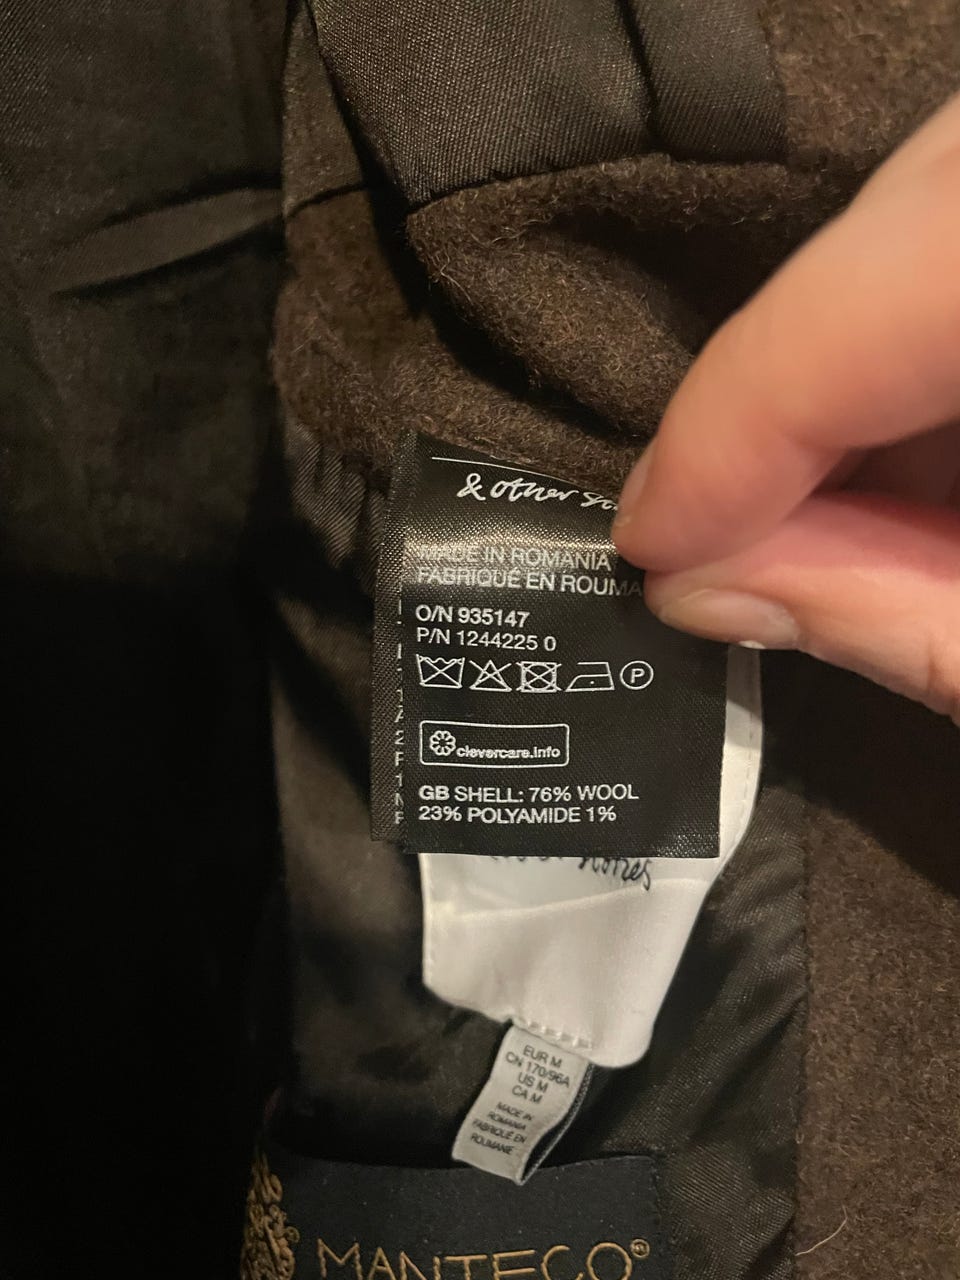 & other
MADE IN ROMANIA
FABRIQUÉ EN ROUMA
O/N 935147
P/N 1244225 0
P
clevercare.info
GB SHELL: 76% WOOL
23% POLYAMIDE 1%
stories
EUR M
CN 170/96A
US M
CA M
MADE IN
ROMANIA
FABRIQUÉ EN
ROUMANIE
MANTECO®